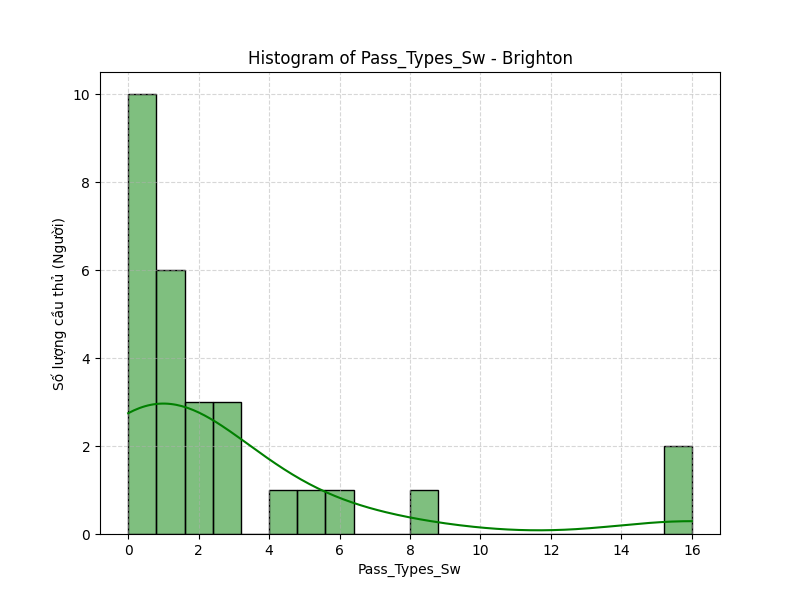 Histogram of Pass_Types_Sw - Brighton
Số lượng cầu thủ (Người)
10
8
6
4
2
0
0 2 4 6 8 10 12 14 16
Pass_Types_Sw